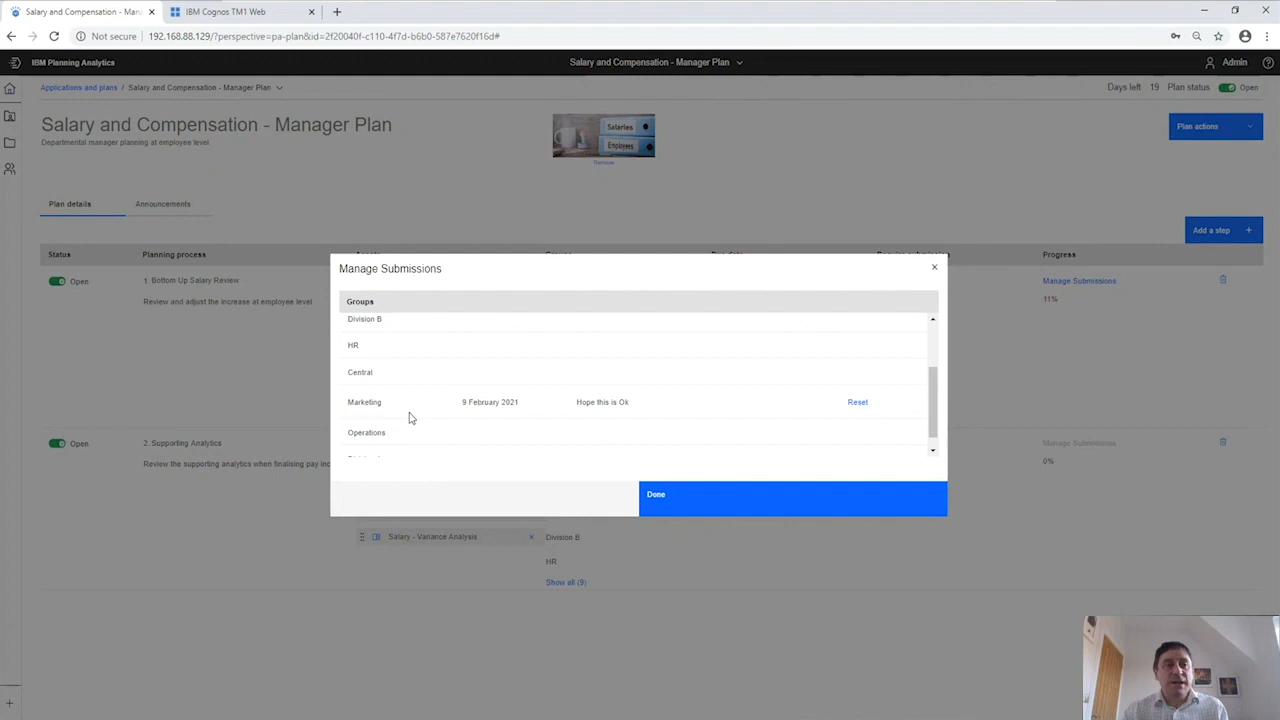 Salary and Compensation - Man
IBM Cognos TM1 Web
Not secure
192.168.88.129/?perspective=pa-plan&id=2f20040f-c110-4f7d-b6b0-587e7620f16d#
IBM Planning Analytics
Salary and Compensation - Manager Plan
Admin
Applications and plans / Salary and Compensation - Manager Plan
Days left 19 Plan status Open
Salary and Compensation - Manager Plan
Departmental manager planning at employee level
Salaries
Employees
Remove
Plan actions
Plan details
Announcements
Add a step +
Status
Planning process
Progress
Open
1. Bottom Up Salary Review
Review and adjust the increase at employee level
Manage Submissions
11%
Manage Submissions
Groups
Division B
HR
Central
Marketing 9 February 2021 Hope this is Ok Reset
Operations
Done
Open
2. Supporting Analytics
Review the supporting analytics when finalising pay inc
Manage Submissions
0%
Salary - Variance Analysis
Division B
HR
Show all (9)